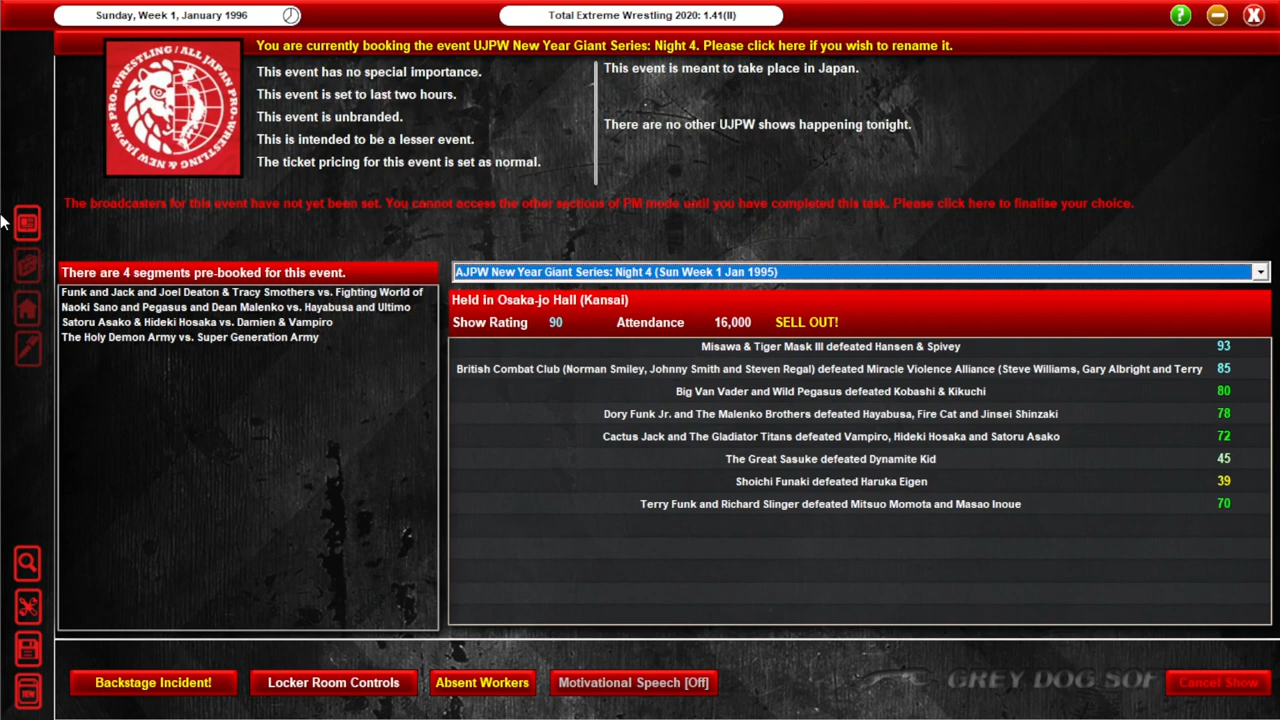 Sunday, Week 1, January 1996
Total Extreme Wrestling 2020: 1.41(II)
You are currently booking the event UJPW New Year Giant Series: Night 4. Please click here if you wish to rename it.
PRO-WRESTLING / ALL JAPAN PRO-WRESTLING & NEW JAPAN
This event has no special importance.
This event is set to last two hours.
This event is unbranded.
This is intended to be a lesser event.
The ticket pricing for this event is set as normal.
This event is meant to take place in Japan.
There are no other UJPW shows happening tonight.
The broadcasters for this event have not yet been set. You cannot access the other sections of PM mode until you have completed this task. Please click here to finalise your choice.
There are 4 segments pre-booked for this event.
Funk and Jack and Joel Deaton & Tracy Smothers vs. Fighting World of
Naoki Sano and Pegasus and Dean Malenko vs. Hayabusa and Ultimo
Satoru Asako & Hideki Hosaka vs. Damien & Vampiro
The Holy Demon Army vs. Super Generation Army
AJPW New Year Giant Series: Night 4 (Sun Week 1 Jan 1995)
Held in Osaka-jo Hall (Kansai)
Show Rating 90 Attendance 16,000 SELL OUT!
Misawa & Tiger Mask III defeated Hansen & Spivey 93
British Combat Club (Norman Smiley, Johnny Smith and Steven Regal) defeated Miracle Violence Alliance (Steve Williams, Gary Albright and Terry 85
Big Van Vader and Wild Pegasus defeated Kobashi & Kikuchi 80
Dory Funk Jr. and The Malenko Brothers defeated Hayabusa, Fire Cat and Jinsei Shinzaki 78
Cactus Jack and The Gladiator Titans defeated Vampiro, Hideki Hosaka and Satoru Asako 72
The Great Sasuke defeated Dynamite Kid 45
Shoichi Funaki defeated Haruka Eigen 39
Terry Funk and Richard Slinger defeated Mitsuo Momota and Masao Inoue 70
Backstage Incident!
Locker Room Controls
Absent Workers
Motivational Speech [Off]
GREY DOG SOF
Cancel Show